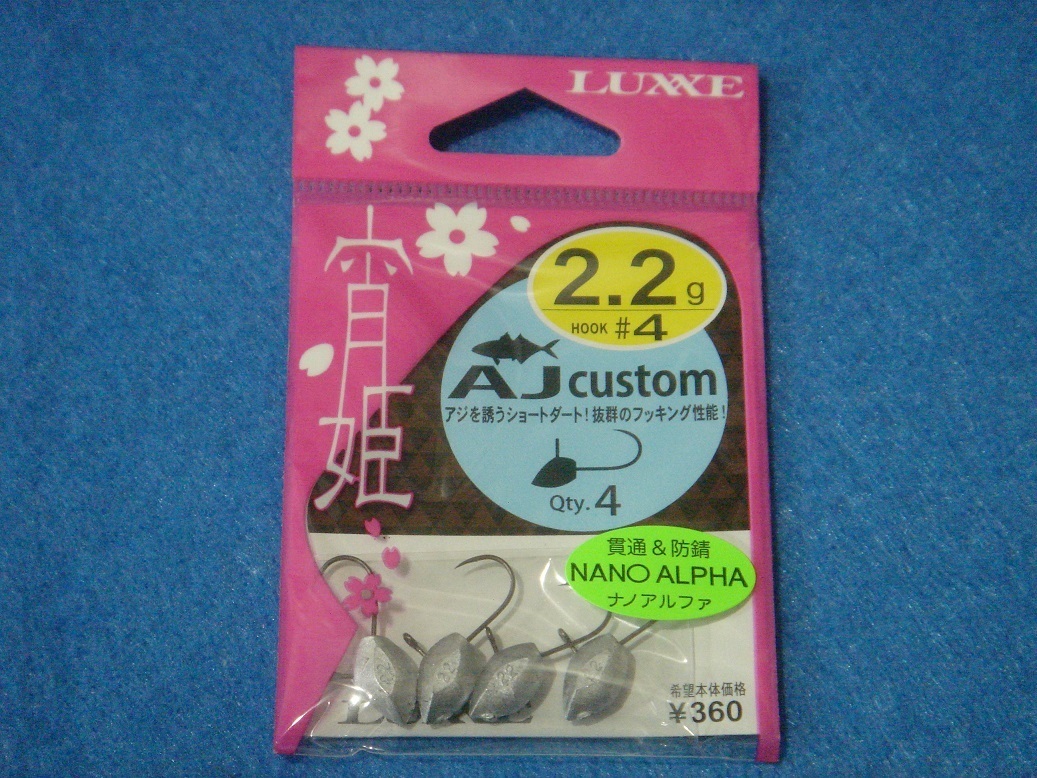 LUXXE
宵姫
2.2g
HOOK #4
AJ custom
アジを誘うショートダート!抜群のフッキング性能!
Qty. 4
貫通&防錆
NANO ALPHA
ナノアルファ
希望本体価格
¥360
LUXXE